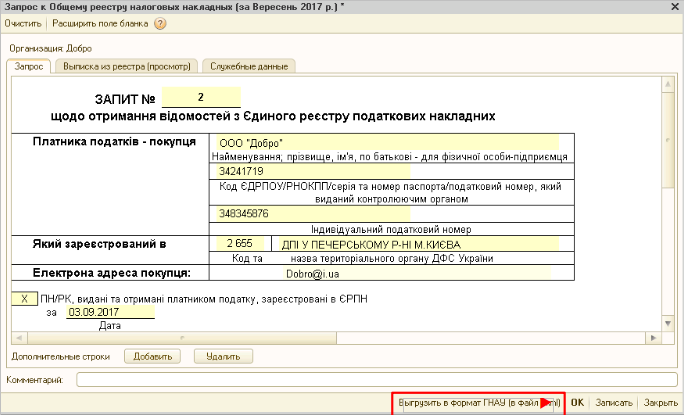 Запрос к Общему реестру налоговых накладных (за Вересень 2017 р.) *
Очистить Расширить поле бланка ?
Организация: Добро
Запрос Выписка из реестра (просмотр) Служебные данные
ЗАПИТ № 2
щодо отримання відомостей з Єдиного реєстру податкових накладних
Платника податків - покупця ООО "Добро"
Найменування; прізвище, ім'я, по батькові - для фізичної особи-підприємця
34241719
Код ЄДРПОУ/РНОКПП/серія та номер паспорта/податковий номер, який
виданий контролюючим органом
348345876
Індивідуальний податковий номер
Який зареєстрований в 2 655 ДПІ У ПЕЧЕРСЬКОМУ Р-НІ М.КИЄВА
Код та назва територіального органу ДФС України
Електрона адреса покупця: Dobro@i.ua
X ПН/РК, видані та отримані платником податку, зареєстровані в ЄРПН
за 03.09.2017
Дата
Дополнительные строки Добавить Удалить
Комментарий:
Выгрузить в формат ГНАУ (в файл xml) OK Записать Закрыть